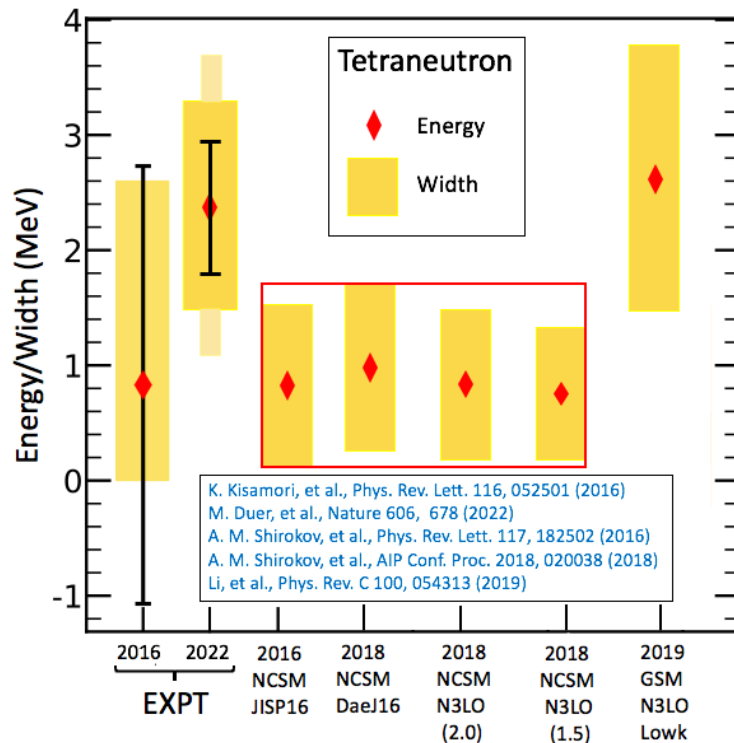 Energy/Width (MeV)
4
3
2
1
0
-1
Tetraneutron
Energy
Width
K. Kisamori, et al., Phys. Rev. Lett. 116, 052501 (2016)
M. Duer, et al., Nature 606, 678 (2022)
A. M. Shirokov, et al., Phys. Rev. Lett. 117, 182502 (2016)
A. M. Shirokov, et al., AIP Conf. Proc. 2018, 020038 (2018)
Li, et al., Phys. Rev. C 100, 054313 (2019)
2016
2022
EXPT
2016
NCSM
JISP16
2018
NCSM
DaeJ16
2018
NCSM
N3LO
(2.0)
2018
NCSM
N3LO
(1.5)
2019
GSM
N3LO
Lowk